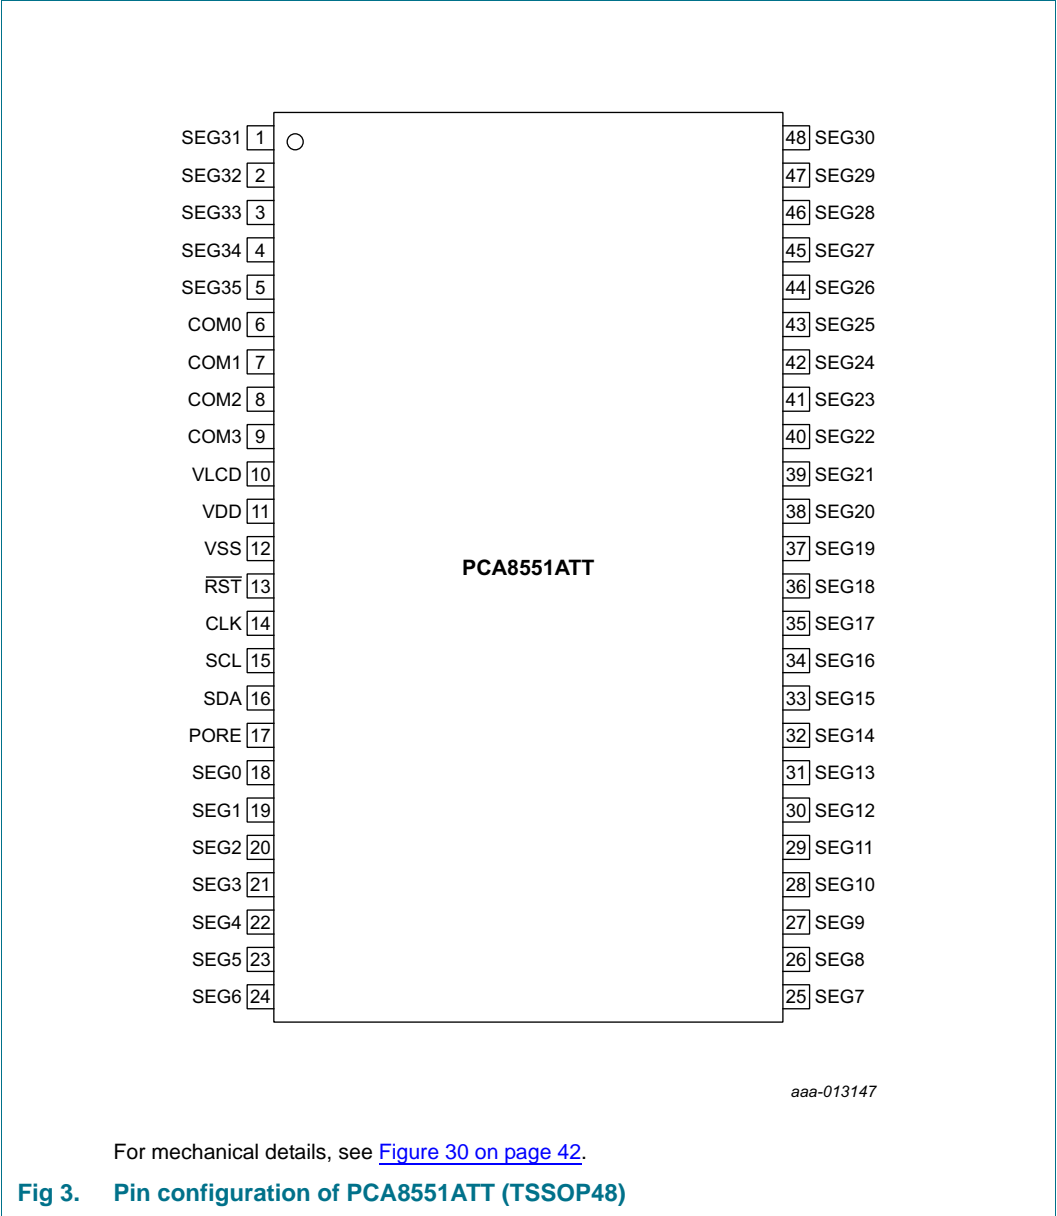 SEG31 1 48 SEG30
SEG32 2 47 SEG29
SEG33 3 46 SEG28
SEG34 4 45 SEG27
SEG35 5 44 SEG26
COM0 6 43 SEG25
COM1 7 42 SEG24
COM2 8 41 SEG23
COM3 9 40 SEG22
VLCD 10 39 SEG21
VDD 11 38 SEG20
VSS 12 37 SEG19
PCA8551ATT
R̅S̅T̅ 13 36 SEG18
CLK 14 35 SEG17
SCL 15 34 SEG16
SDA 16 33 SEG15
PORE 17 32 SEG14
SEG0 18 31 SEG13
SEG1 19 30 SEG12
SEG2 20 29 SEG11
SEG3 21 28 SEG10
SEG4 22 27 SEG9
SEG5 23 26 SEG8
SEG6 24 25 SEG7
aaa-013147
For mechanical details, see Figure 30 on page 42.
Fig 3. Pin configuration of PCA8551ATT (TSSOP48)